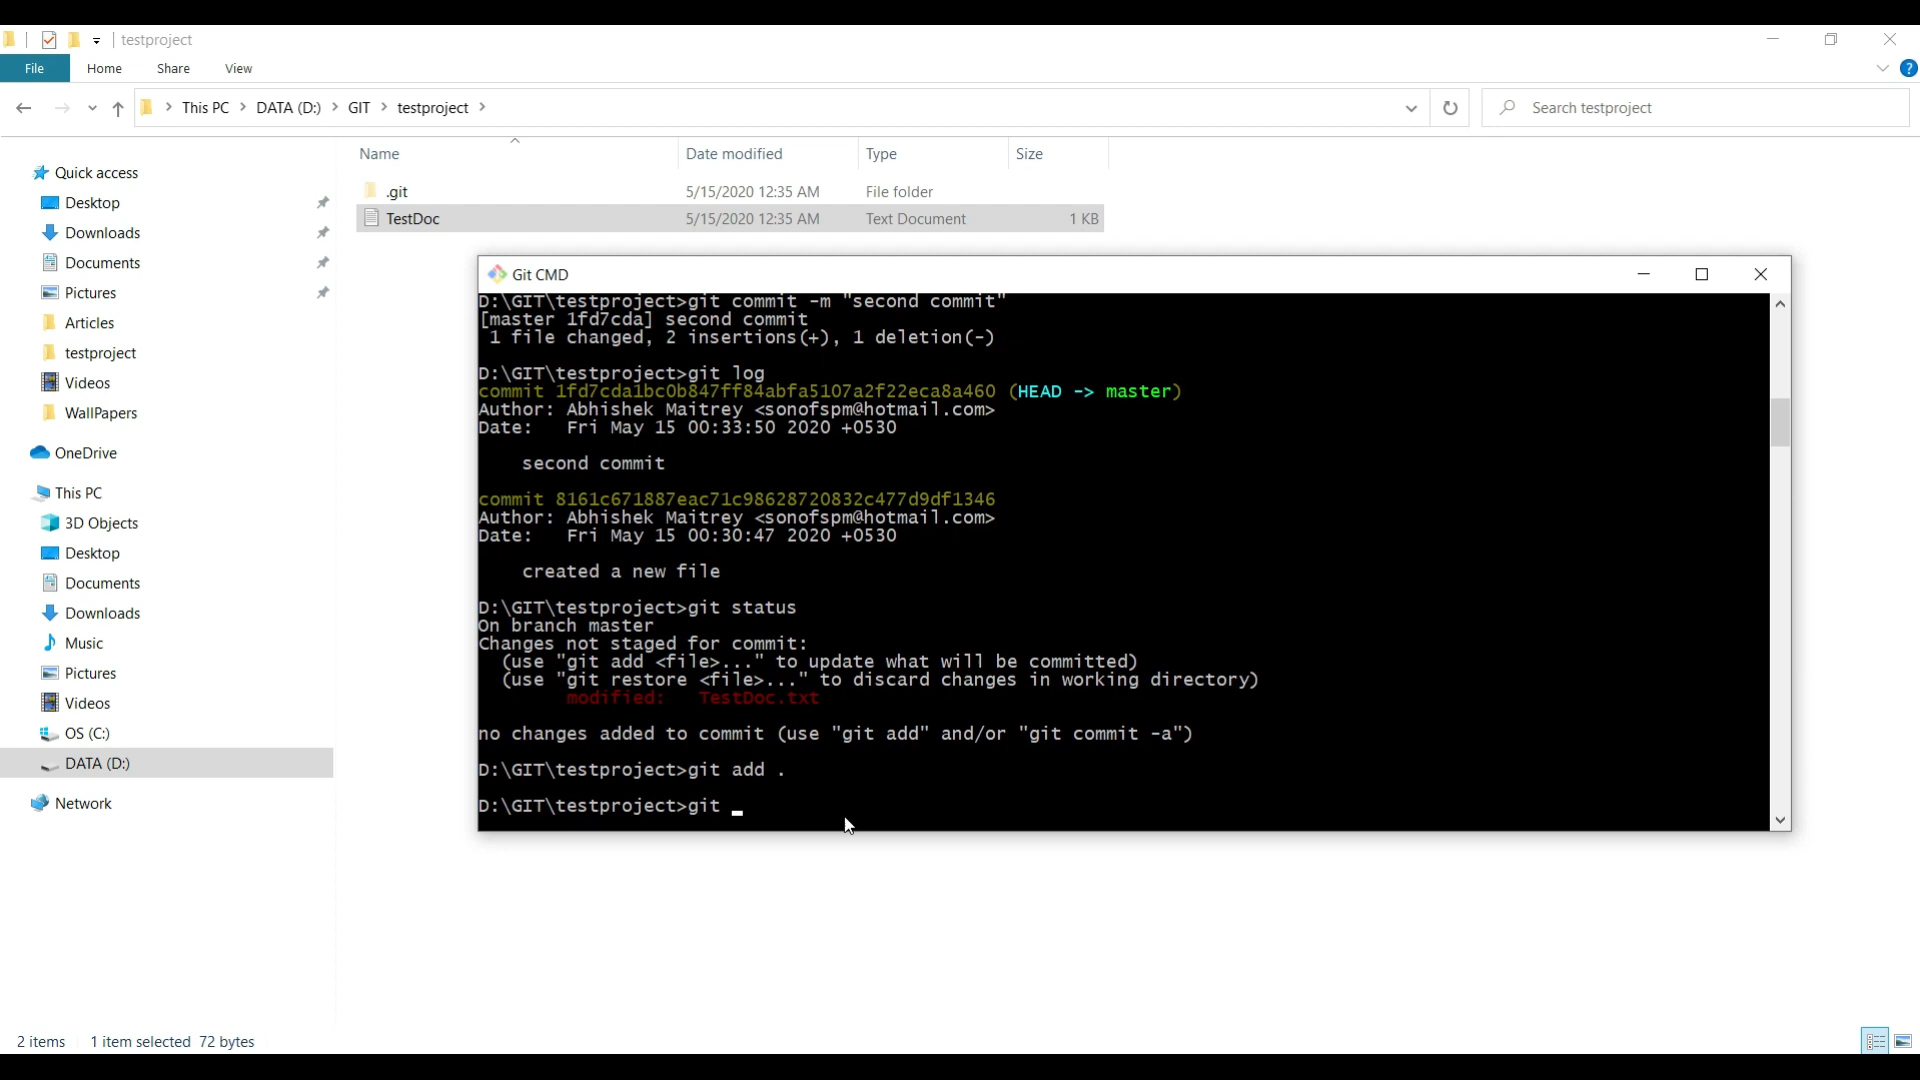 testproject
File Home Share View
This PC > DATA (D:) > GIT > testproject >
Search testproject
Name Date modified Type Size
.git 5/15/2020 12:35 AM File folder
TestDoc 5/15/2020 12:35 AM Text Document 1 KB
Quick access
Desktop
Downloads
Documents
Pictures
Articles
testproject
Videos
WallPapers
OneDrive
This PC
3D Objects
Desktop
Documents
Downloads
Music
Pictures
Videos
OS (C:)
DATA (D:)
Network
Git CMD
D:\GIT\testproject>git commit -m "second commit"
[master 1fd7cda] second commit
1 file changed, 2 insertions(+), 1 deletion(-)
D:\GIT\testproject>git log
commit 1fd7cda1bc0b847ff84abfa5107a2f22eca8a460 (HEAD -> master)
Author: Abhishek Maitrey <sonofspm@hotmail.com>
Date: Fri May 15 00:33:50 2020 +0530
second commit
commit 8161c671887eac71c98628720832c477d9df1346
Author: Abhishek Maitrey <sonofspm@hotmail.com>
Date: Fri May 15 00:30:47 2020 +0530
created a new file
D:\GIT\testproject>git status
On branch master
Changes not staged for commit:
(use "git add <file>..." to update what will be committed)
(use "git restore <file>..." to discard changes in working directory)
modified: TestDoc.txt
no changes added to commit (use "git add" and/or "git commit -a")
D:\GIT\testproject>git add .
D:\GIT\testproject>git
2 items 1 item selected 72 bytes